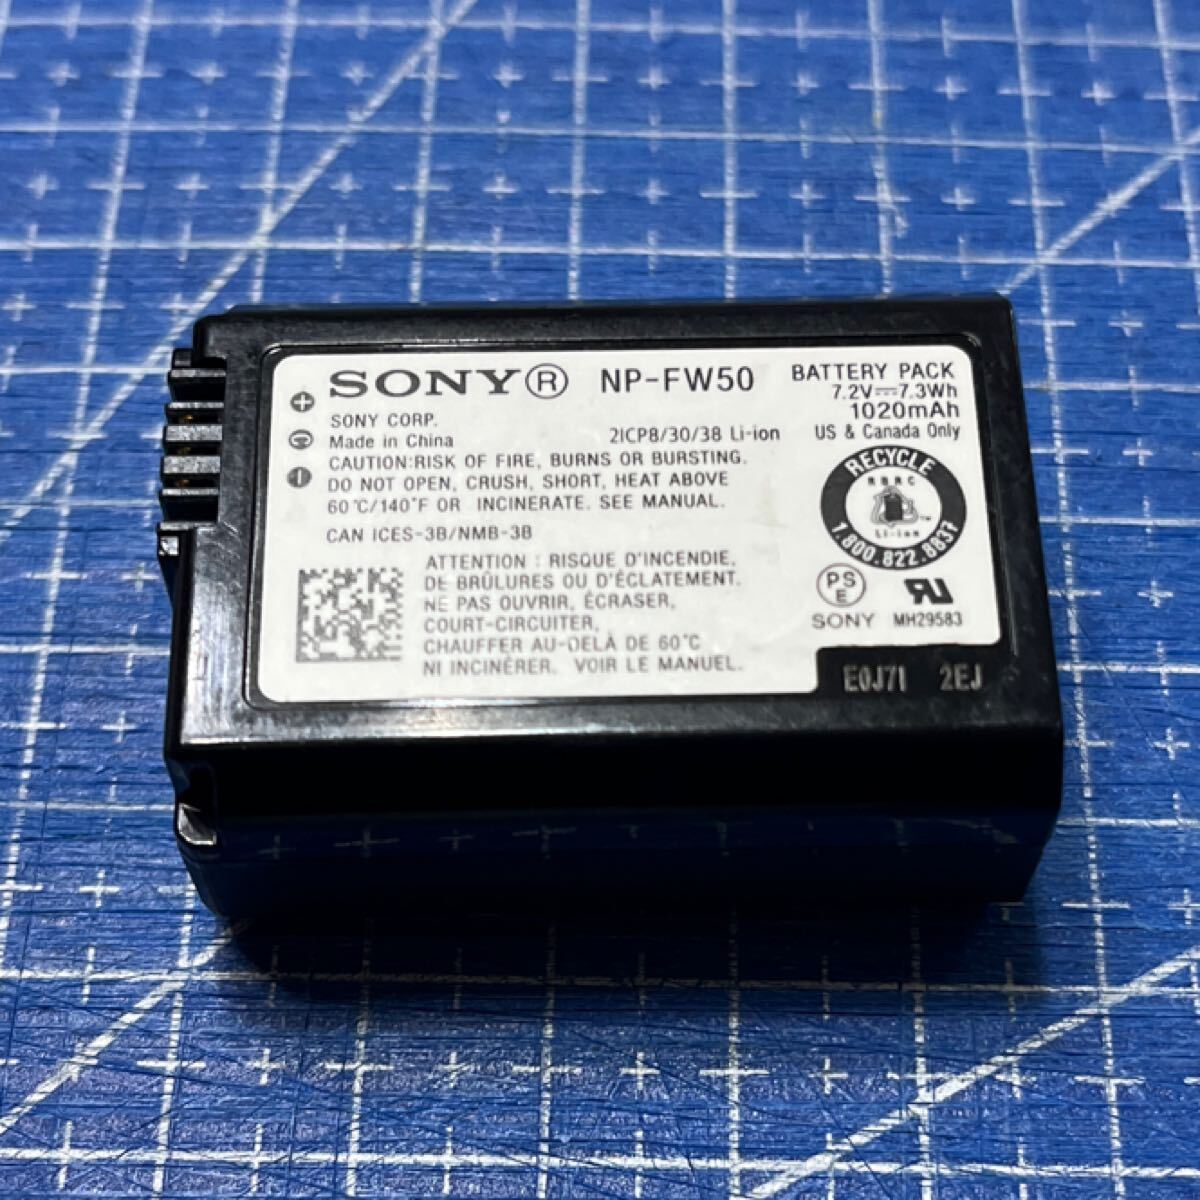 SONY® NP-FW50 BATTERY PACK
7.2V⎓7.3Wh
1020mAh
SONY CORP.
Made in China 2ICP8/30/38 Li-ion US & Canada Only
CAUTION:RISK OF FIRE, BURNS OR BURSTING.
DO NOT OPEN, CRUSH, SHORT, HEAT ABOVE
60℃/140℉ OR INCINERATE. SEE MANUAL.
CAN ICES-3B/NMB-3B
ATTENTION : RISQUE D'INCENDIE,
DE BRÛLURES OU D'ÉCLATEMENT.
NE PAS OUVRIR, ÉCRASER,
COURT-CIRCUITER,
CHAUFFER AU-DELÀ DE 60℃
NI INCINÉRER. VOIR LE MANUEL.
RECYCLE
RBRC
TM
Li-ion
1.800.822.8837
PS
E
SONY MH29583
E0J7I 2EJ